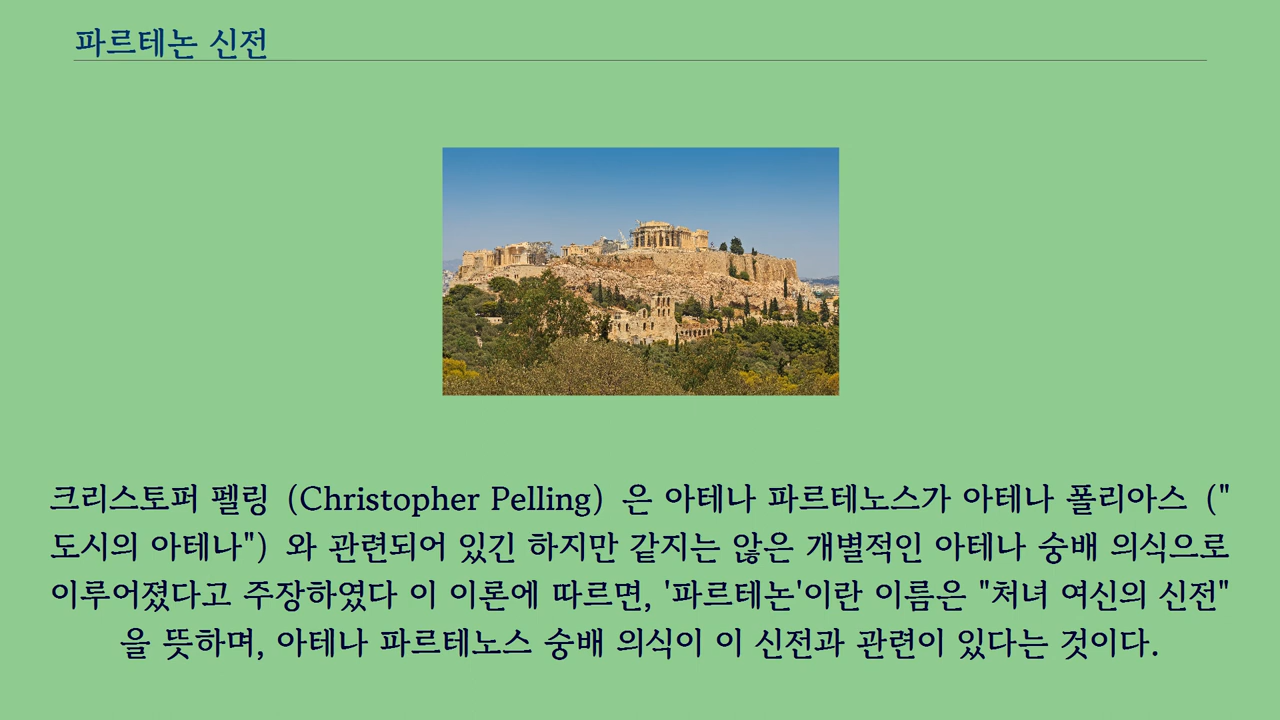 파르테논 신전
크리스토퍼 펠링 (Christopher Pelling) 은 아테나 파르테노스가 아테나 폴리아스 ("
도시의 아테나") 와 관련되어 있긴 하지만 같지는 않은 개별적인 아테나 숭배 의식으로
이루어졌다고 주장하였다 이 이론에 따르면, '파르테논'이란 이름은 "처녀 여신의 신전"
을 뜻하며, 아테나 파르테노스 숭배 의식이 이 신전과 관련이 있다는 것이다.